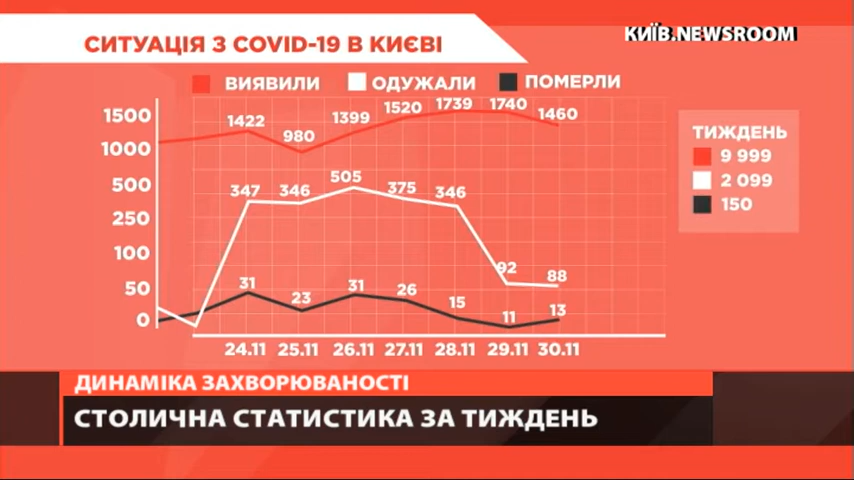 КИЇВ.NEWSROOM
СИТУАЦІЯ З COVID-19 В КИЄВІ
ВИЯВИЛИ ОДУЖАЛИ ПОМЕРЛИ
1500
1000
500
250
100
50
0
1422 980 1399 1520 1739 1740 1460
347 346 505 375 346 92 88
31 23 31 26 15 11 13
24.11 25.11 26.11 27.11 28.11 29.11 30.11
ТИЖДЕНЬ
9 999
2 099
150
ДИНАМІКА ЗАХВОРЮВАНОСТІ
СТОЛИЧНА СТАТИСТИКА ЗА ТИЖДЕНЬ